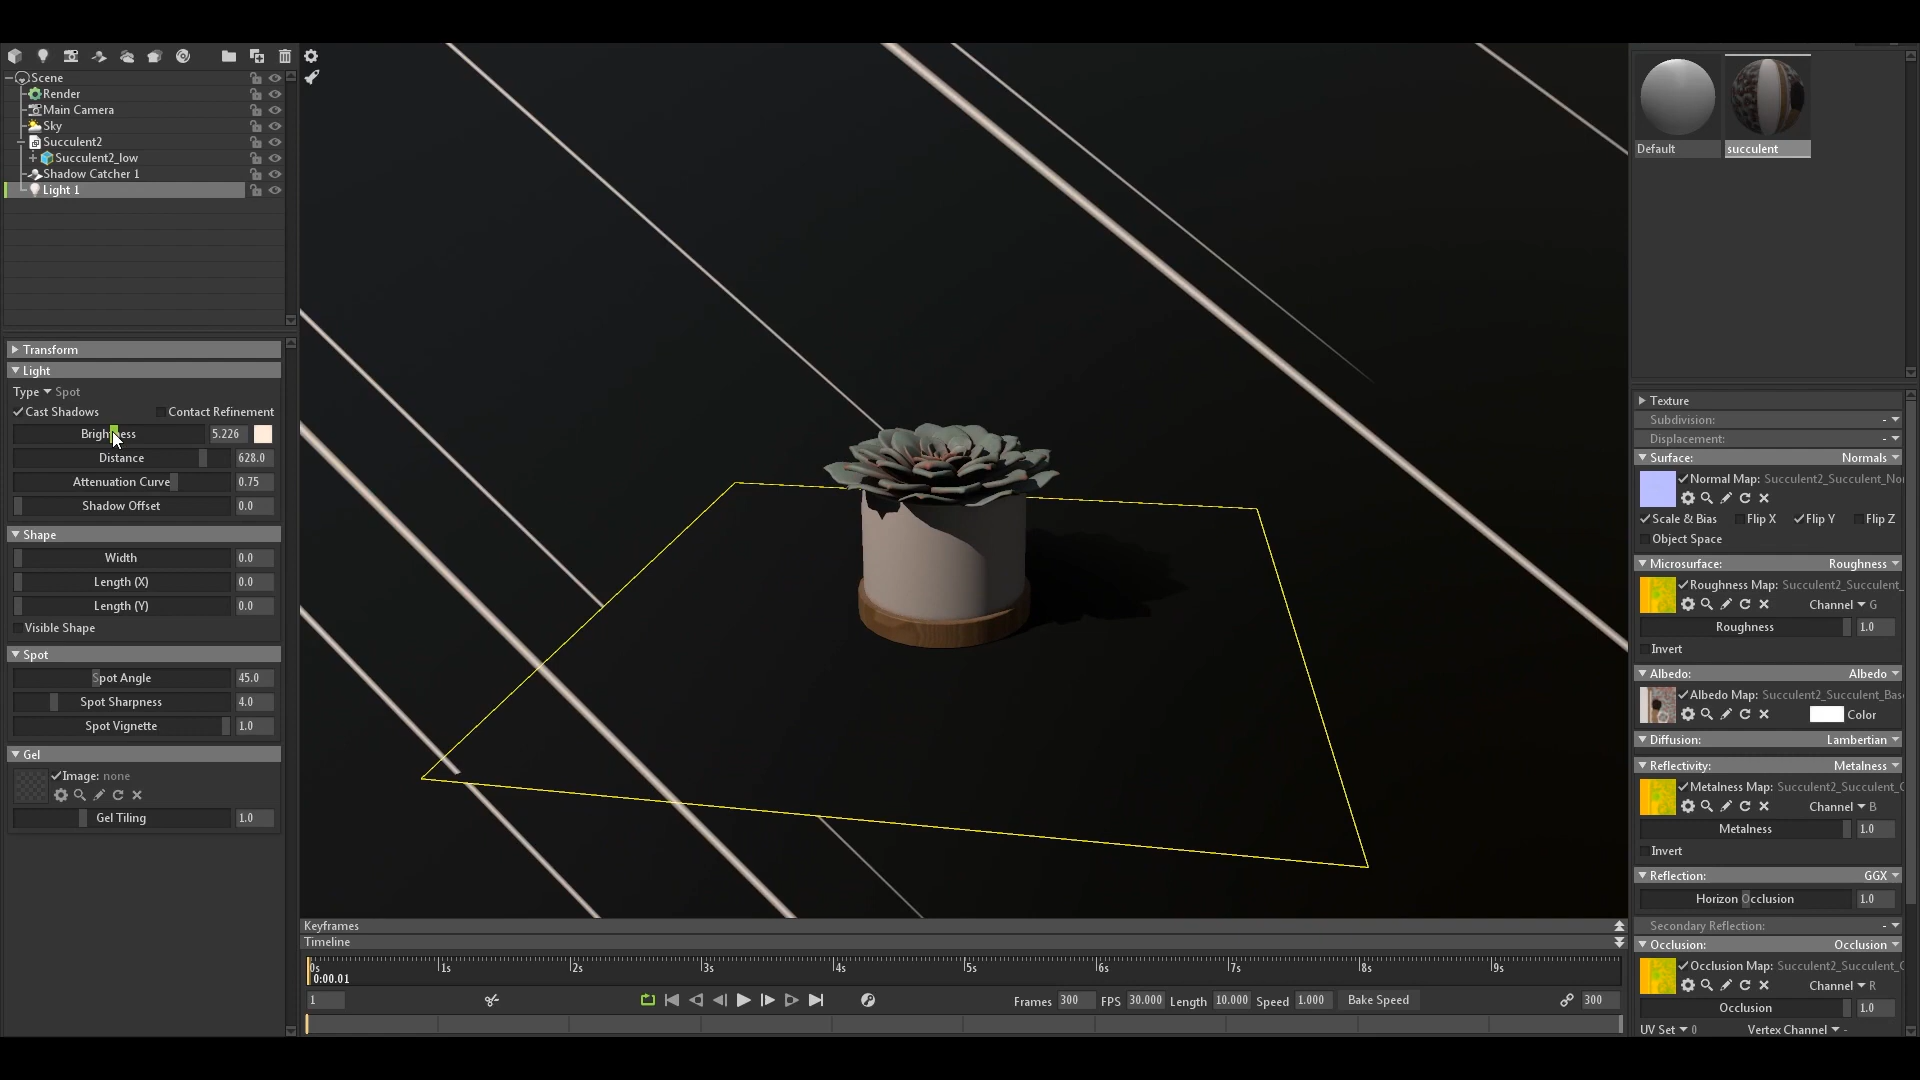 Scene
Render
Main Camera
Sky
Succulent2
Succulent2_low
Shadow Catcher 1
Light 1
Transform
Light
Type Spot
Cast Shadows Contact Refinement
Brightness 5.226
Distance 628.0
Attenuation Curve 0.75
Shadow Offset 0.0
Shape
Width 0.0
Length (X) 0.0
Length (Y) 0.0
Visible Shape
Spot
Spot Angle 45.0
Spot Sharpness 4.0
Spot Vignette 1.0
Gel
Image: none
Gel Tiling 1.0
Keyframes
Timeline
0s 1s 2s 3s 4s 5s 6s 7s 8s 9s
0:00.01
1 Frames 300 FPS 30.000 Length 10.000 Speed 1.000 Bake Speed 300
Default succulent
Texture
Subdivision: -
Displacement: -
Surface: Normals
Normal Map: Succulent2_Succulent_No
Scale & Bias Flip X Flip Y Flip Z
Object Space
Microsurface: Roughness
Roughness Map: Succulent2_Succulent_
Channel G
Roughness 1.0
Invert
Albedo: Albedo
Albedo Map: Succulent2_Succulent_Bas
Color
Diffusion: Lambertian
Reflectivity: Metalness
Metalness Map: Succulent2_Succulent_
Channel B
Metalness 1.0
Invert
Reflection: GGX
Horizon Occlusion 1.0
Secondary Reflection: -
Occlusion: Occlusion
Occlusion Map: Succulent2_Succulent_
Channel R
Occlusion 1.0
UV Set 0 Vertex Channel -